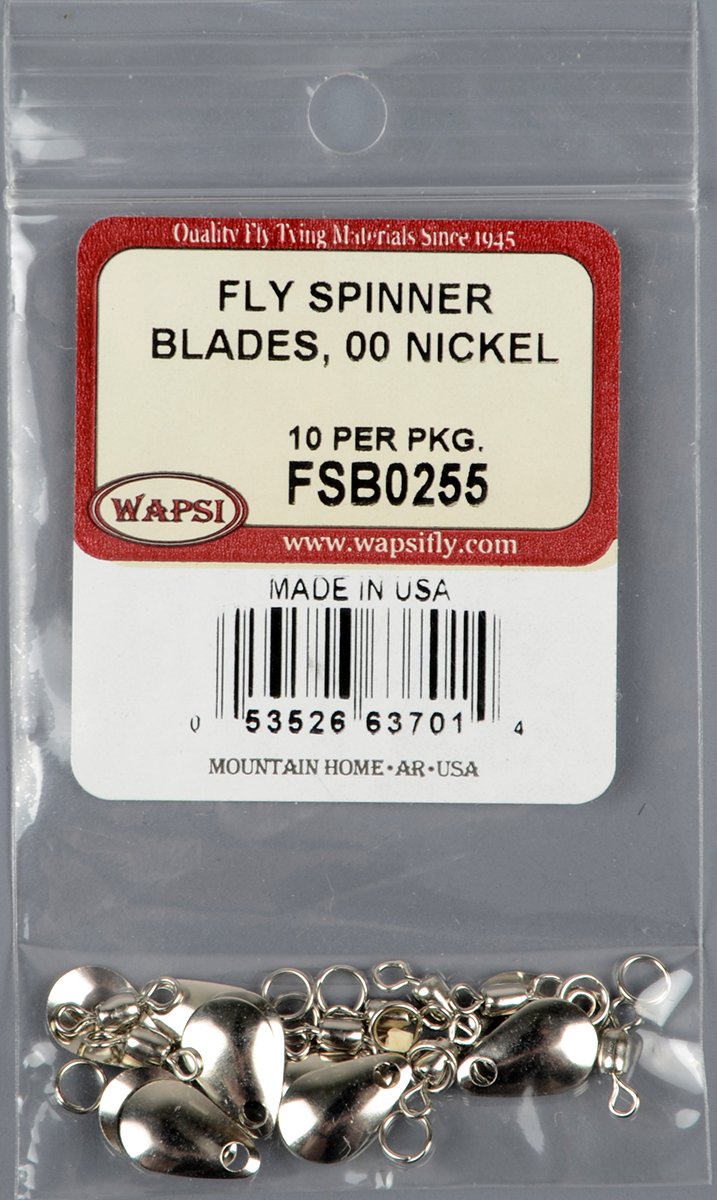 Quality Fly Tying Materials Since 1945
FLY SPINNER
BLADES, 00 NICKEL
10 PER PKG.
FSB0255
WAPSI
www.wapsifly.com
MADE IN USA
0 53526 63701 4
MOUNTAIN HOME•AR•USA